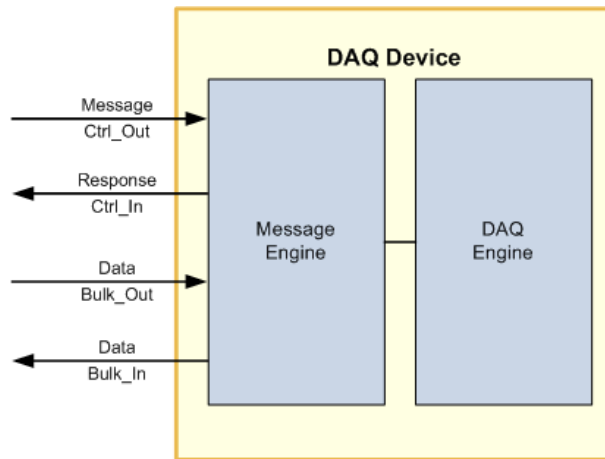 DAQ Device
Message
Ctrl_Out
Response
Ctrl_In
Data
Bulk_Out
Data
Bulk_In
Message
Engine
DAQ
Engine